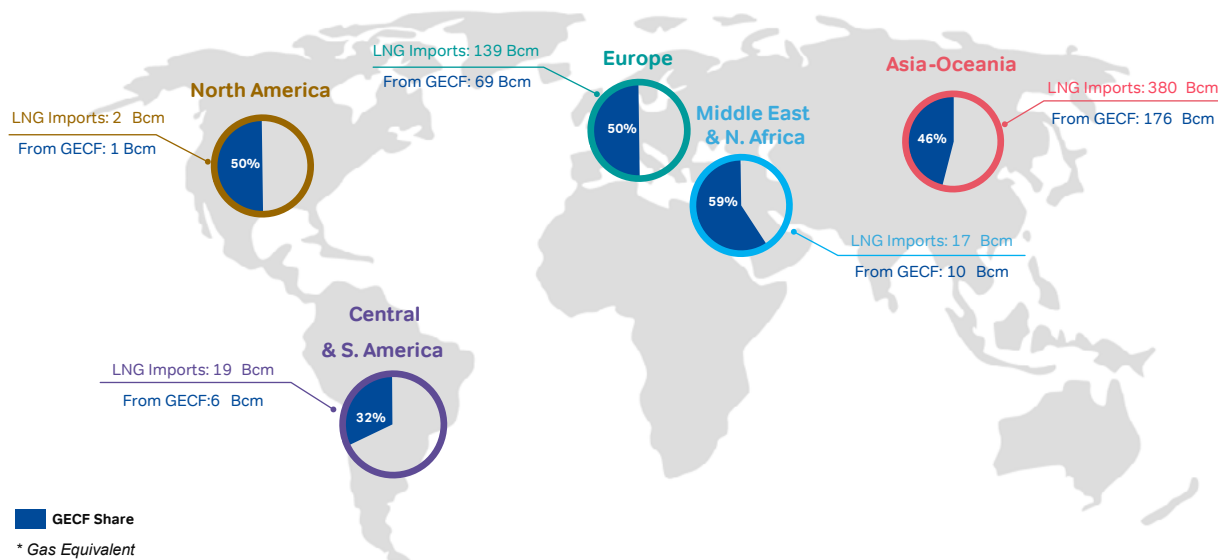 North America
LNG Imports: 2 Bcm
From GECF: 1 Bcm
50%
LNG Imports: 139 Bcm
From GECF: 69 Bcm
Europe
50%
Middle East
& N. Africa
59%
LNG Imports: 17 Bcm
From GECF: 10 Bcm
Asia-Oceania
46%
LNG Imports: 380 Bcm
From GECF: 176 Bcm
Central
& S. America
LNG Imports: 19 Bcm
From GECF:6 Bcm
32%
GECF Share
* Gas Equivalent